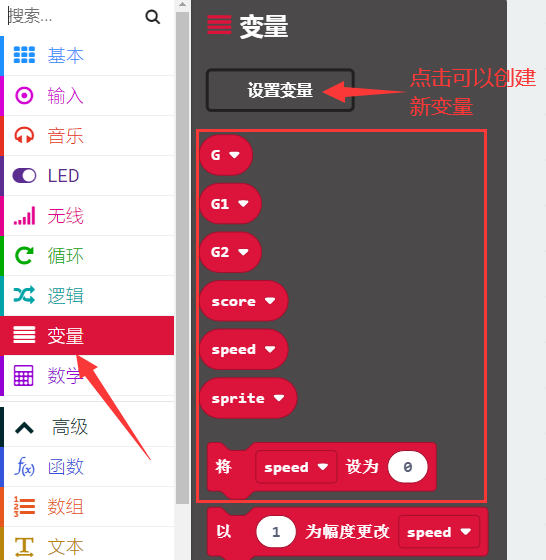 搜索...
基本
输入
音乐
LED
无线
循环
逻辑
变量
数学
高级
f(x) 函数
数组
文本
变量
设置变量
点击可以创建
新变量
G
G1
G2
score
speed
sprite
将 speed 设为 0
以 1 为幅度更改 speed